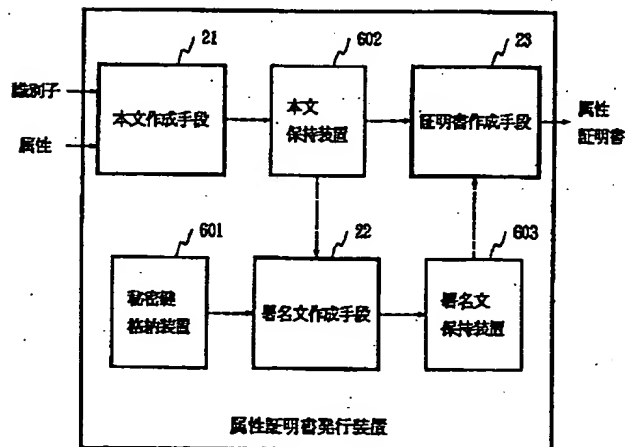 21
602
23
識別子
属性
本文作成手段
本文
保持装置
証明書作成手段
属性
証明書
601
22
603
秘密鍵
格納装置
署名文作成手段
署名文
保持装置
属性証明書発行装置